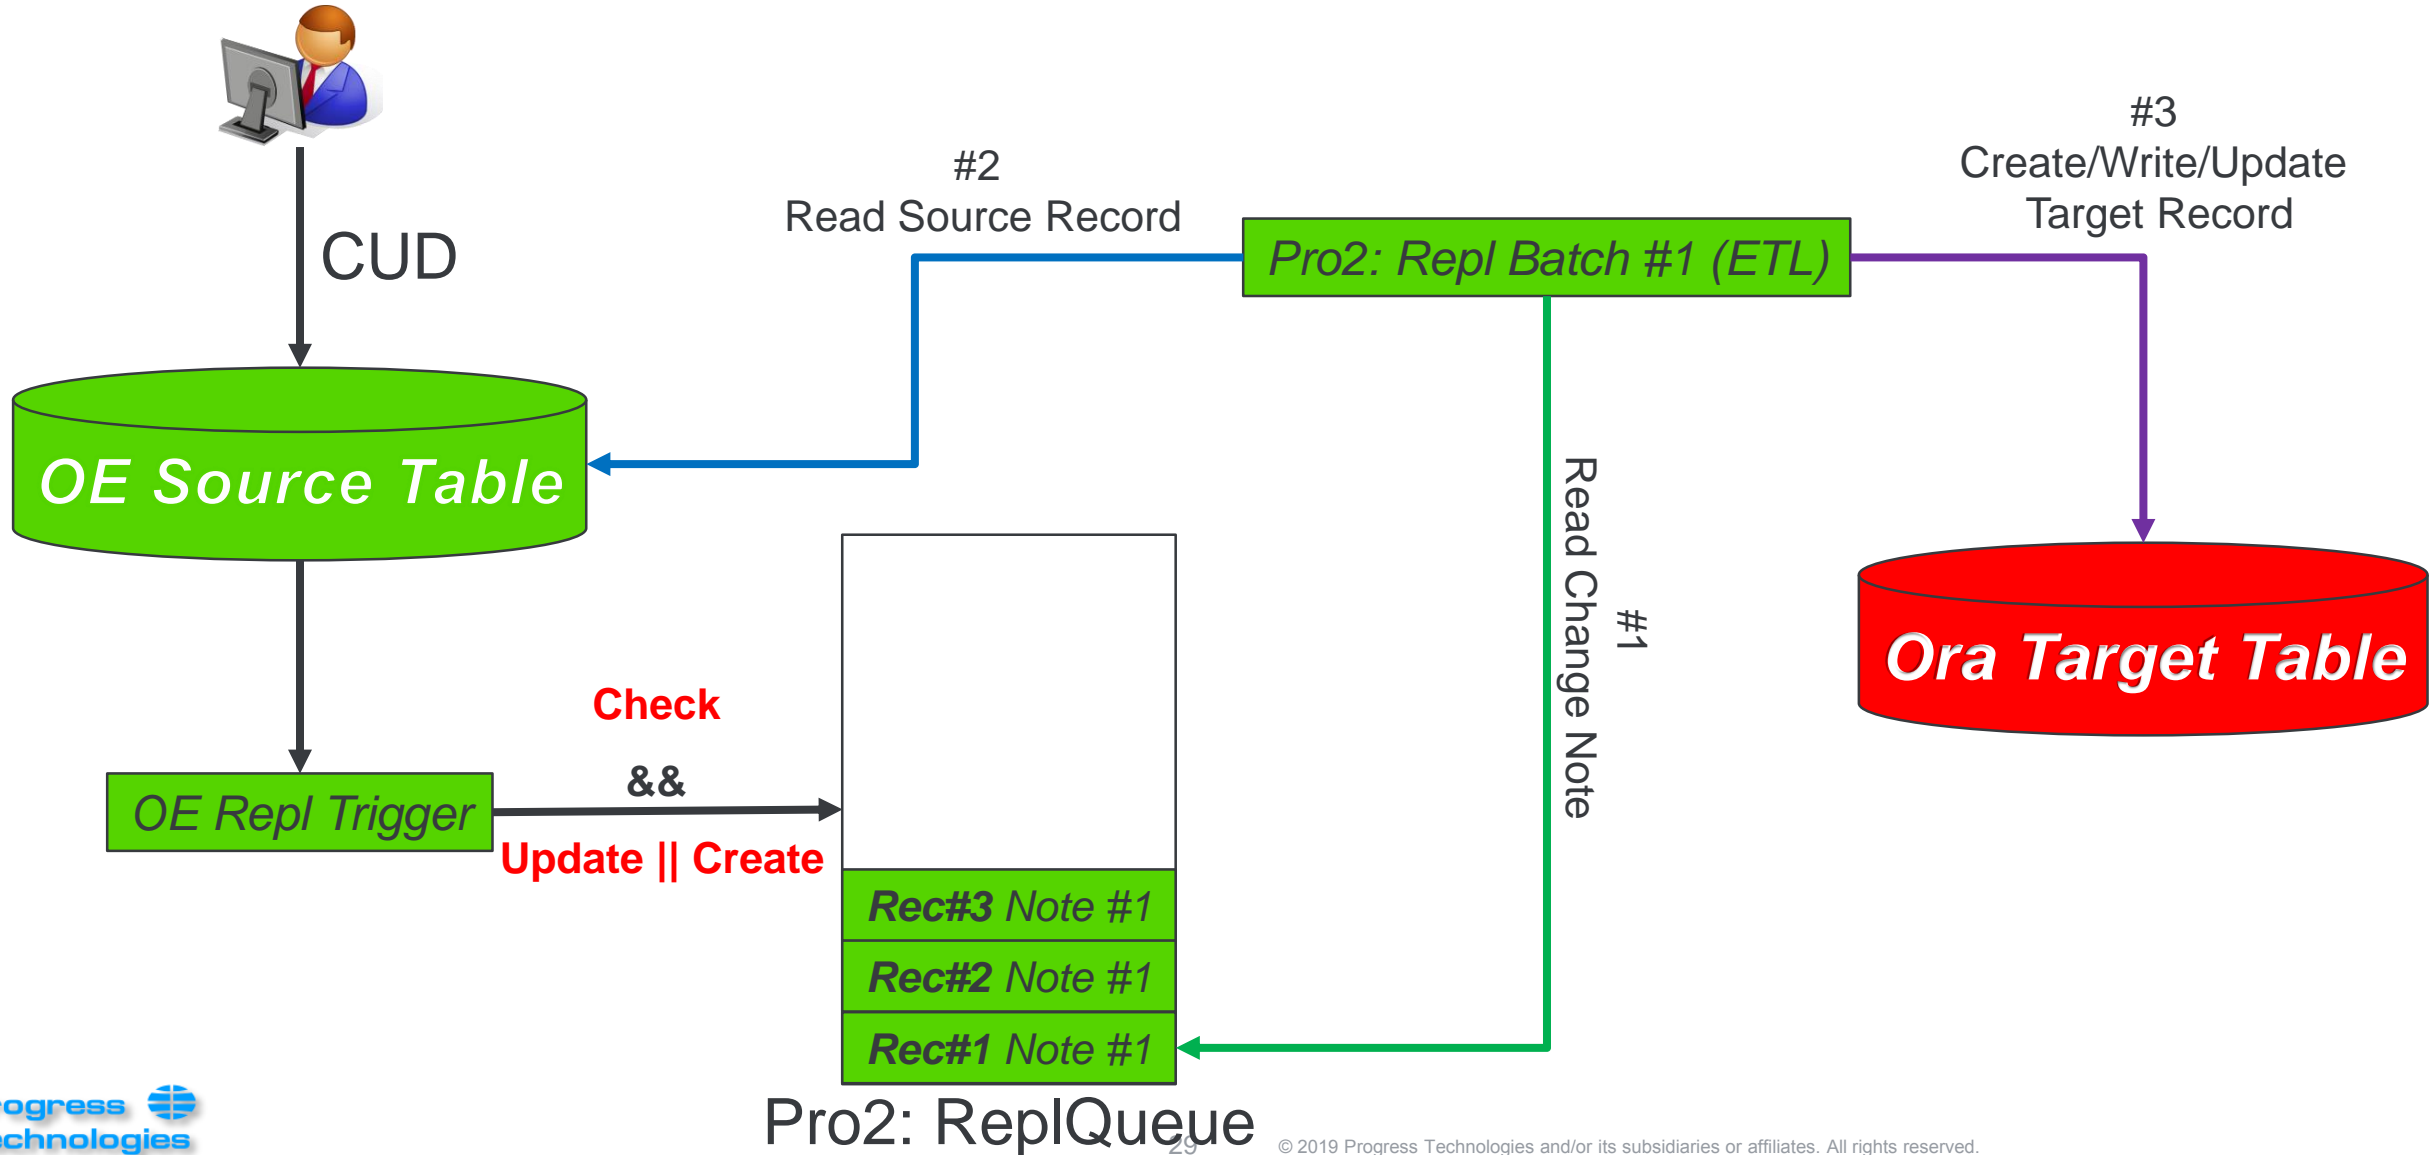 CUD
#2
Read Source Record
Pro2: Repl Batch #1 (ETL)
#3
Create/Write/Update
Target Record
OE Source Table
#1
Read Change Note
Ora Target Table
Check
&&
Update || Create
OE Repl Trigger
Rec#3 Note #1
Rec#2 Note #1
Rec#1 Note #1
Pro2: ReplQueue
ogress
echnologies
29
© 2019 Progress Technologies and/or its subsidiaries or affiliates. All rights reserved.